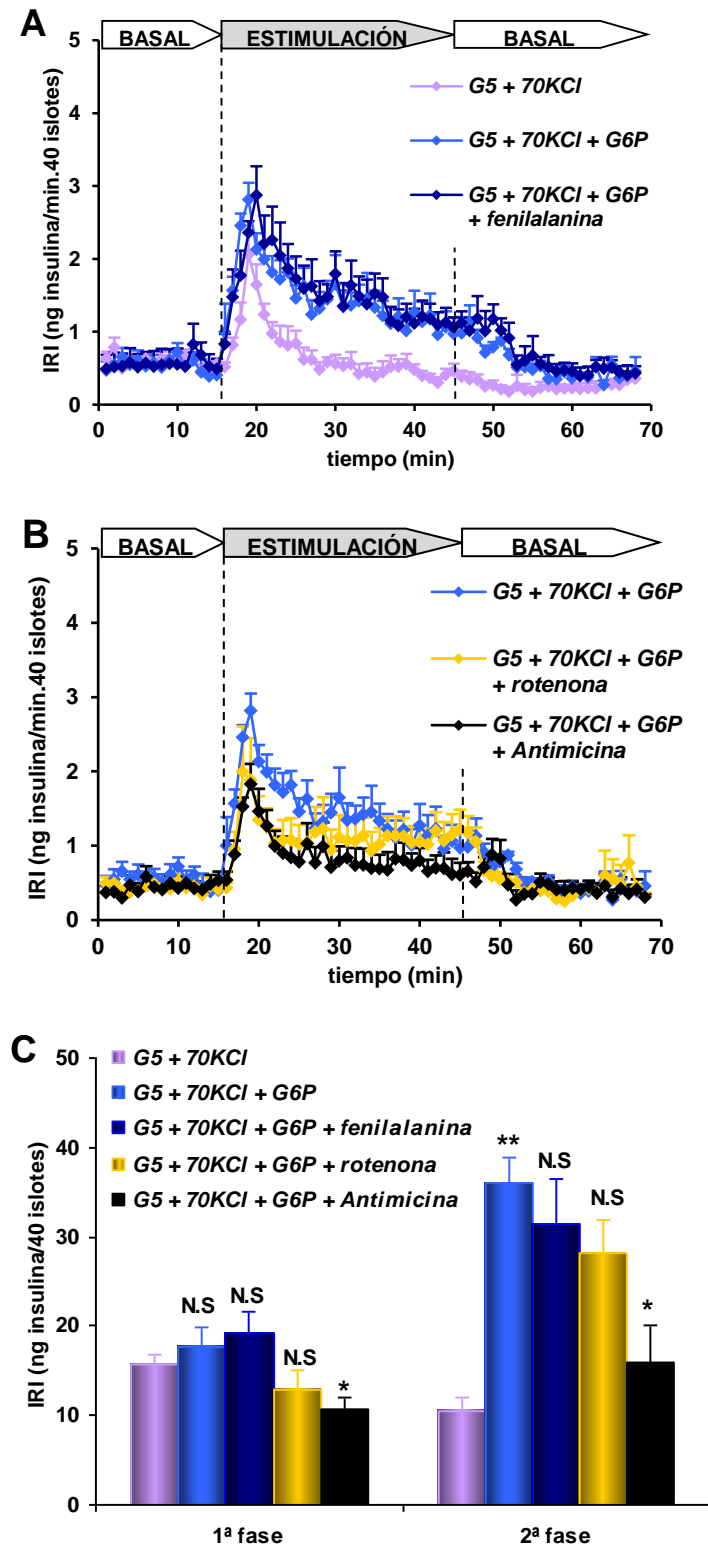 A
BASAL
ESTIMULACIÓN
BASAL
IRI (ng insulina/min.40 islotes)
5
4
3
2
1
0
G5 + 70KCl
G5 + 70KCl + G6P
G5 + 70KCl + G6P
+ fenilalanina
0 10 20 30 40 50 60 70
tiempo (min)
B
BASAL
ESTIMULACIÓN
BASAL
IRI (ng insulina/min.40 islotes)
5
4
3
2
1
0
G5 + 70KCl + G6P
G5 + 70KCl + G6P
+ rotenona
G5 + 70KCl + G6P
+ Antimicina
0 10 20 30 40 50 60 70
tiempo (min)
C
IRI (ng insulina/40 islotes)
50
40
30
20
10
0
G5 + 70KCl
G5 + 70KCl + G6P
G5 + 70KCl + G6P + fenilalanina
G5 + 70KCl + G6P + rotenona
G5 + 70KCl + G6P + Antimicina
N.S
N.S
N.S
*
**
N.S
N.S
*
1ª fase
2ª fase